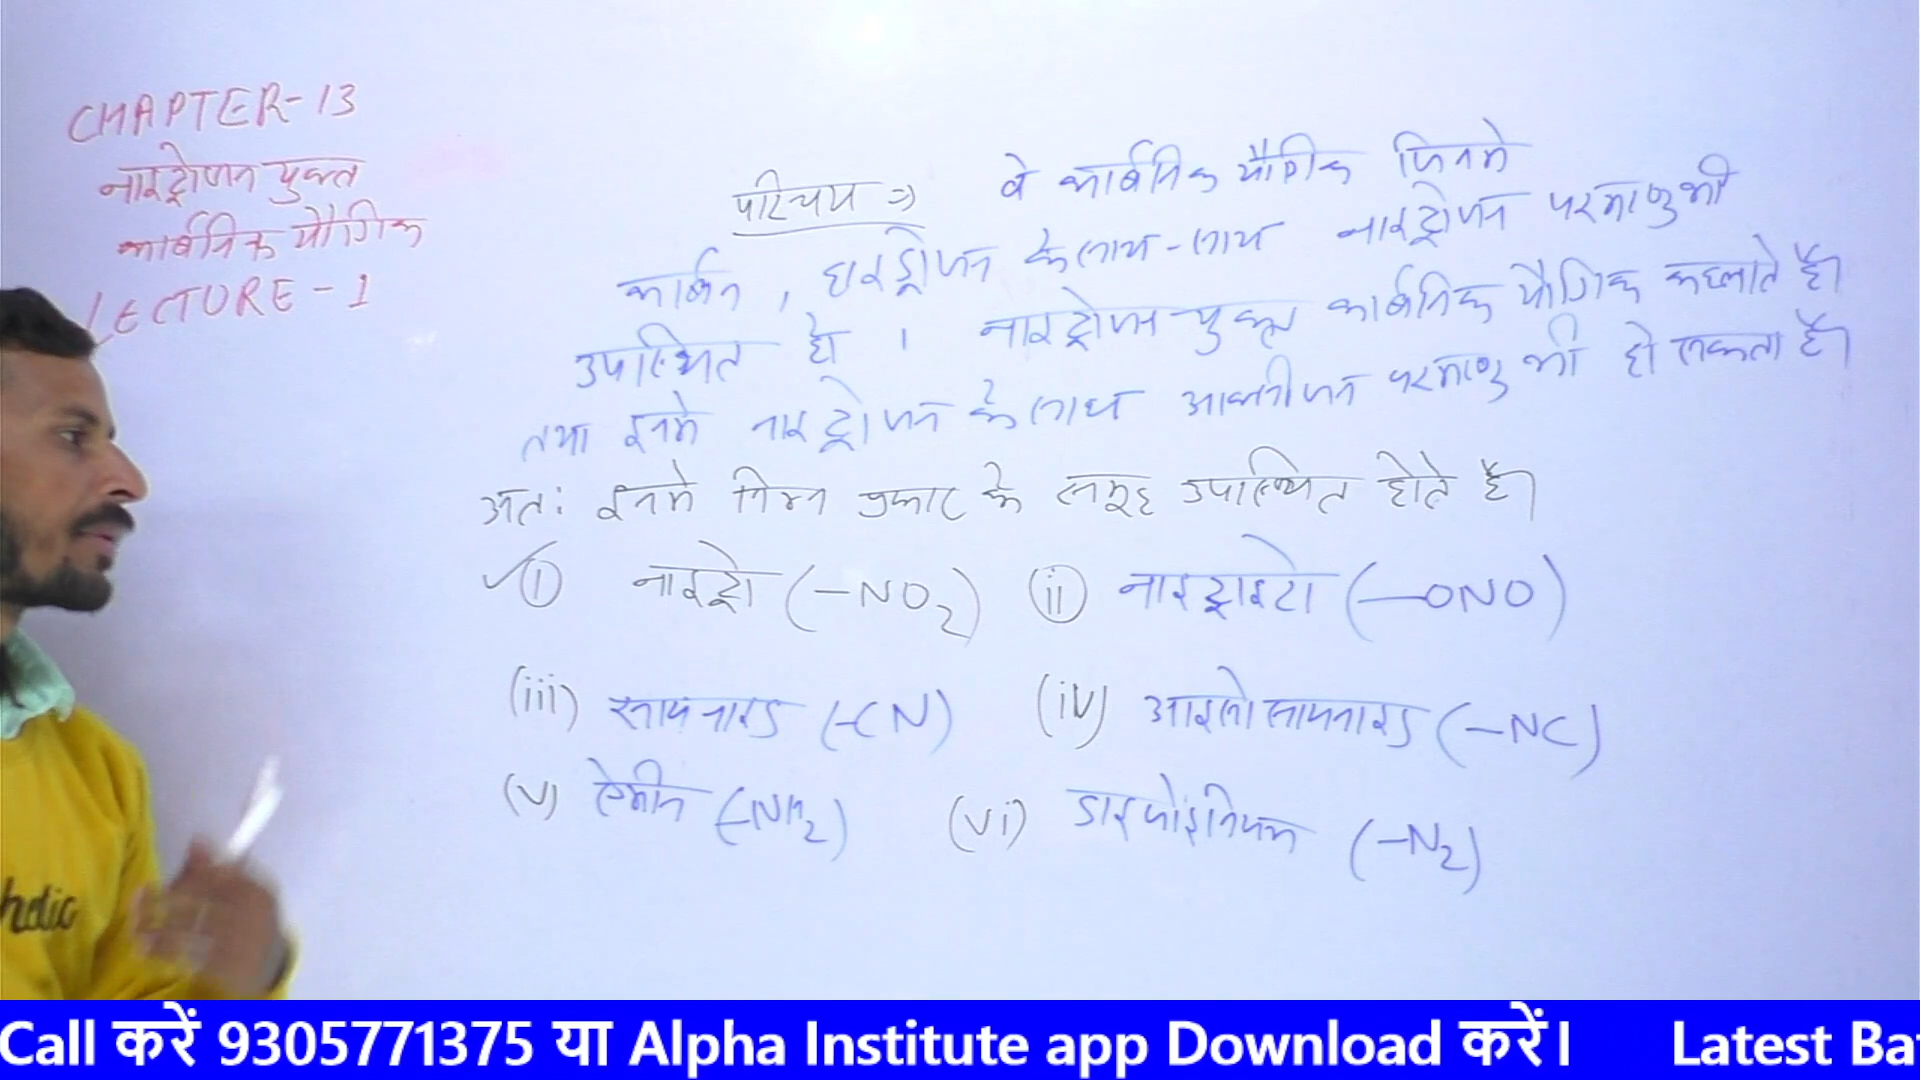 CHAPTER-13
नाइट्रोजन युक्त
कार्बनिक यौगिक
LECTURE-1
परिचय ⇒ वे कार्बनिक यौगिक जिनमे
कार्बन, हाइड्रोजन के साथ-साथ नाइट्रोजन परमाणु भी
उपस्थित हो । नाइट्रोजन युक्त कार्बनिक यौगिक कहलाते है।
तथा इनमे नाइट्रोजन के साथ आक्सीजन परमाणु भी हो सकता है।
अतः इनमे निम्न प्रकार के समूह उपस्थित होते है।
(i) नाइट्रो (-NO₂) (ii) नाइट्राइटो (-ONO)
(iii) सायनाइड (-CN) (iv) आइसोसायनाइड (-NC)
(v) ऐमीन (-NH₂) (vi) (-N₂)
hetic
Call करें 9305771375 या Alpha Institute app Download करें। Latest Bat